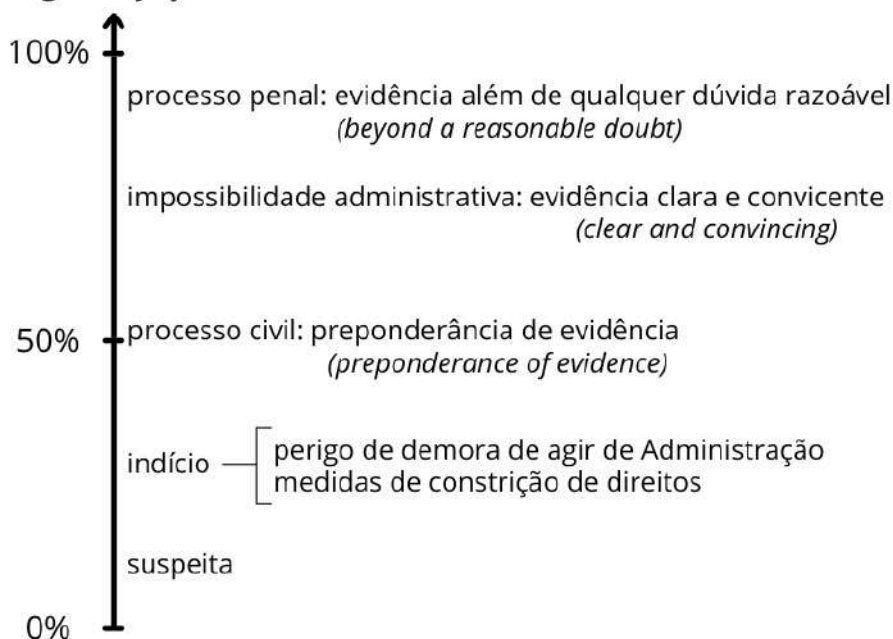 100%
processo penal: evidência além de qualquer dúvida razoável
(beyond a reasonable doubt)
impossibilidade administrativa: evidência clara e convicente
(clear and convincing)
50%
processo civil: preponderância de evidência
(preponderance of evidence)
indício
perigo de demora de agir de Administração
medidas de constrição de direitos
suspeita
0%